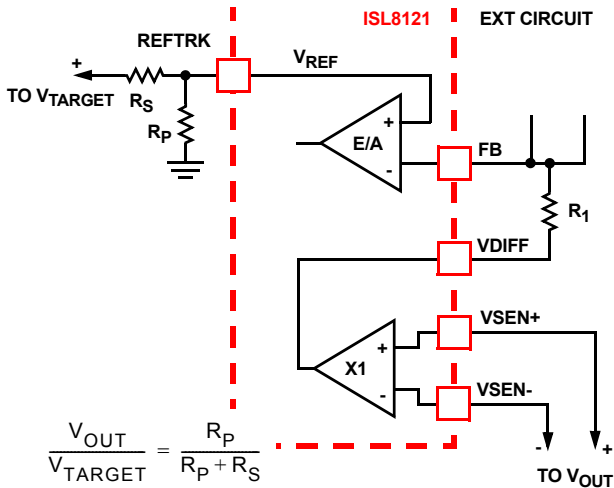 ISL8121
EXT CIRCUIT
REFTRK
VREF
+
TO VTARGET
RS
RP
+
E/A
-
FB
R1
VDIFF
VSEN+
+
X1
-
VSEN-
VOUT / VTARGET = RP / RP + RS
- +
TO VOUT